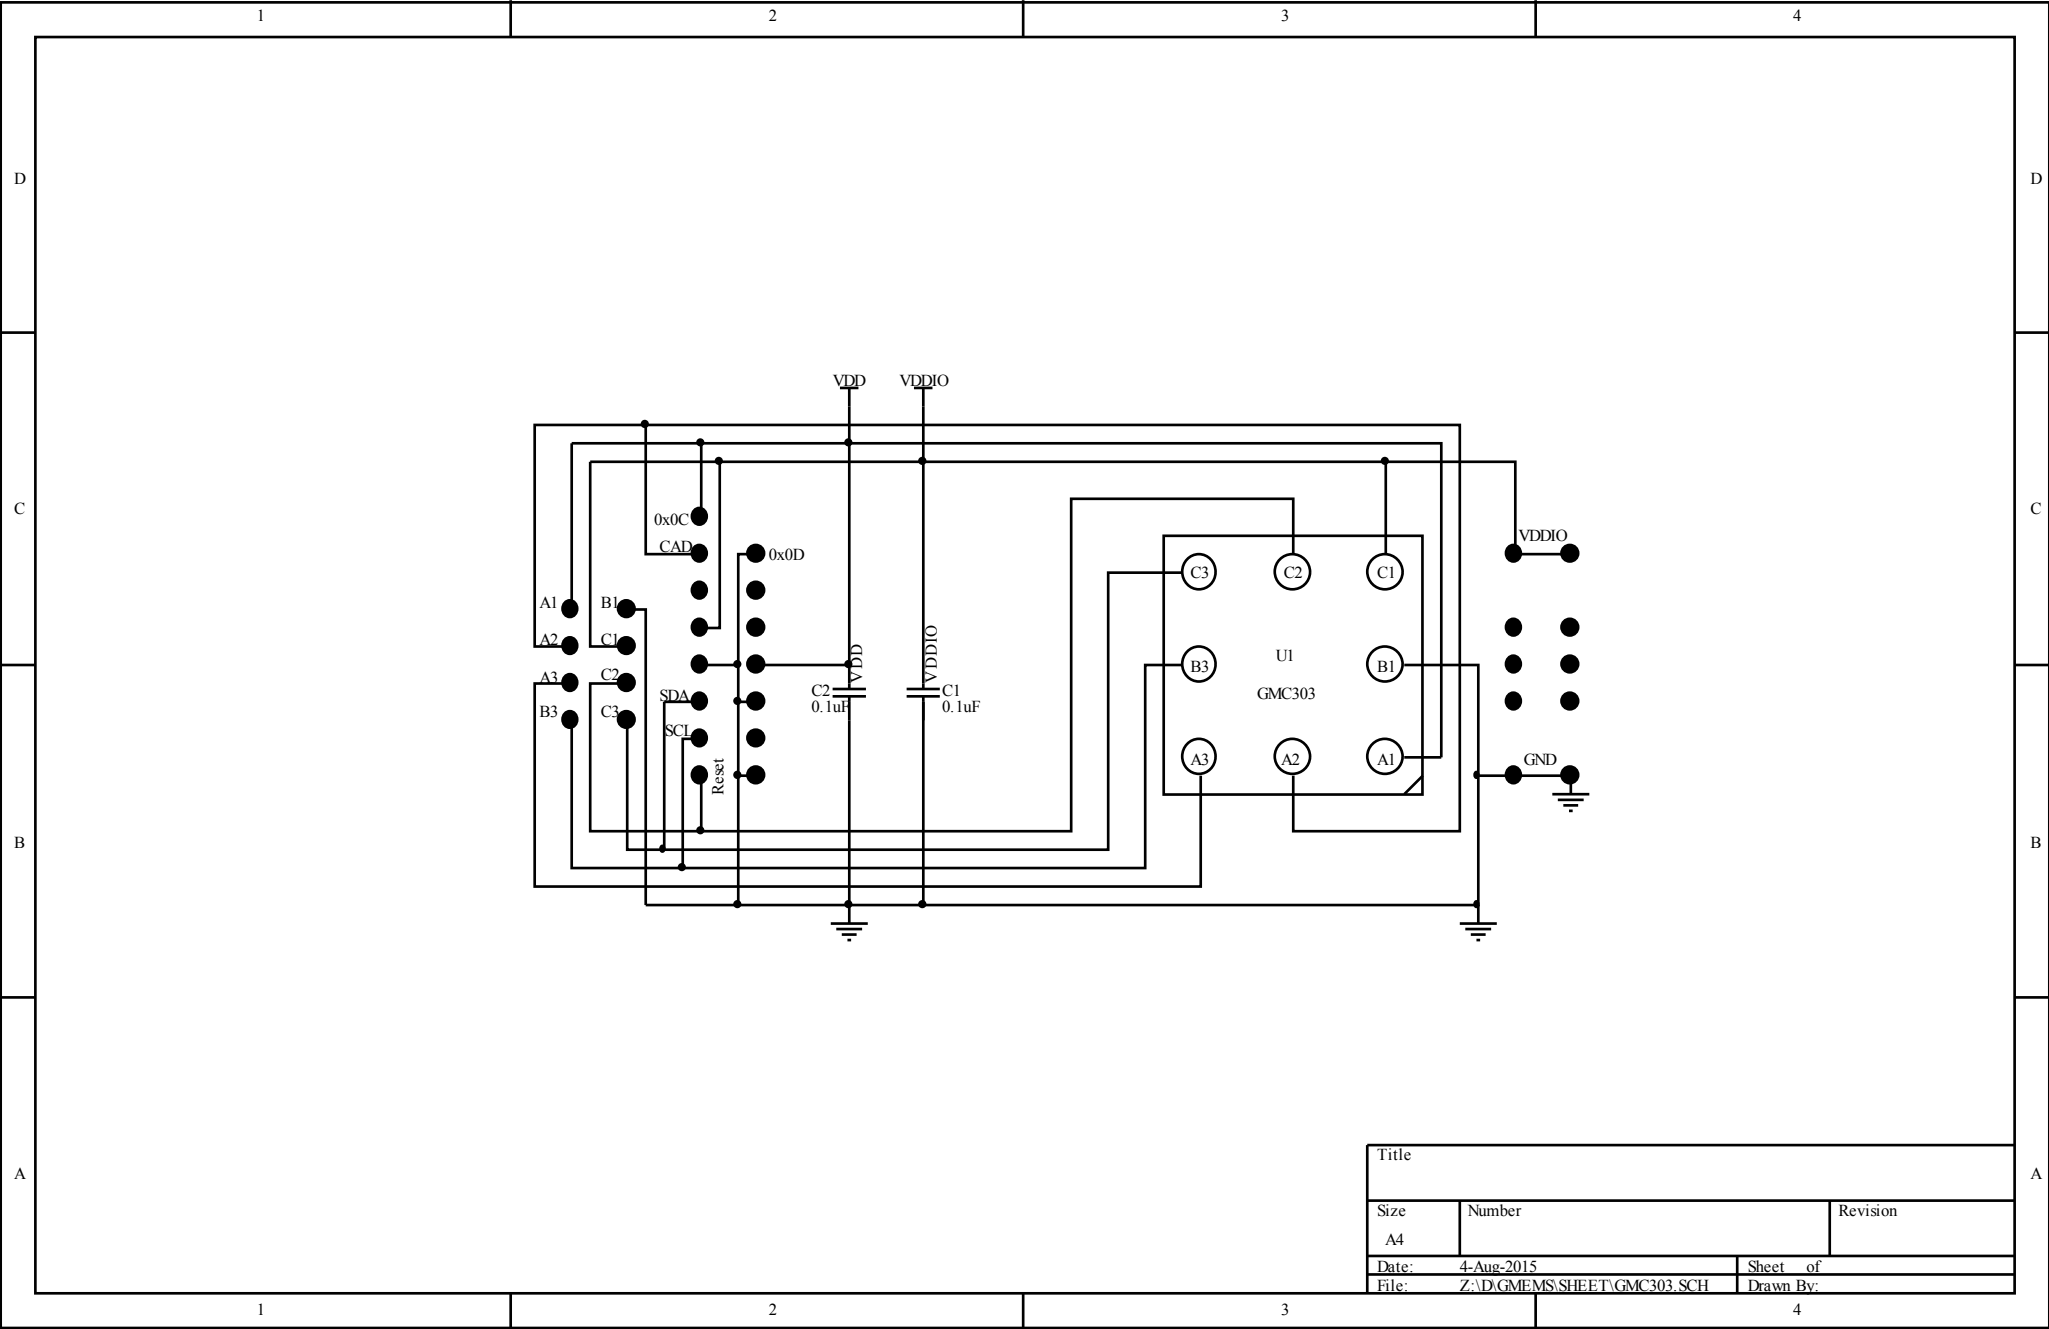 1 2 3 4
D D
VDD VDDIO
C C
0x0C
CAD
0x0D
VDDIO
C3 C2 C1
A1 B1
A2 C1
VDD VDDIO
U1
B3 B1
A3 C2
GMC303
SDA
C2 C1
0.1uF 0.1uF
B3 C3
SCL
Reset
A3 A2 A1
GND
B B
Title
A A
Size Number Revision
A4
Date: 4-Aug-2015 Sheet of
File: Z:\D\GMEMS\SHEET\GMC303.SCH Drawn By:
1 2 3 4